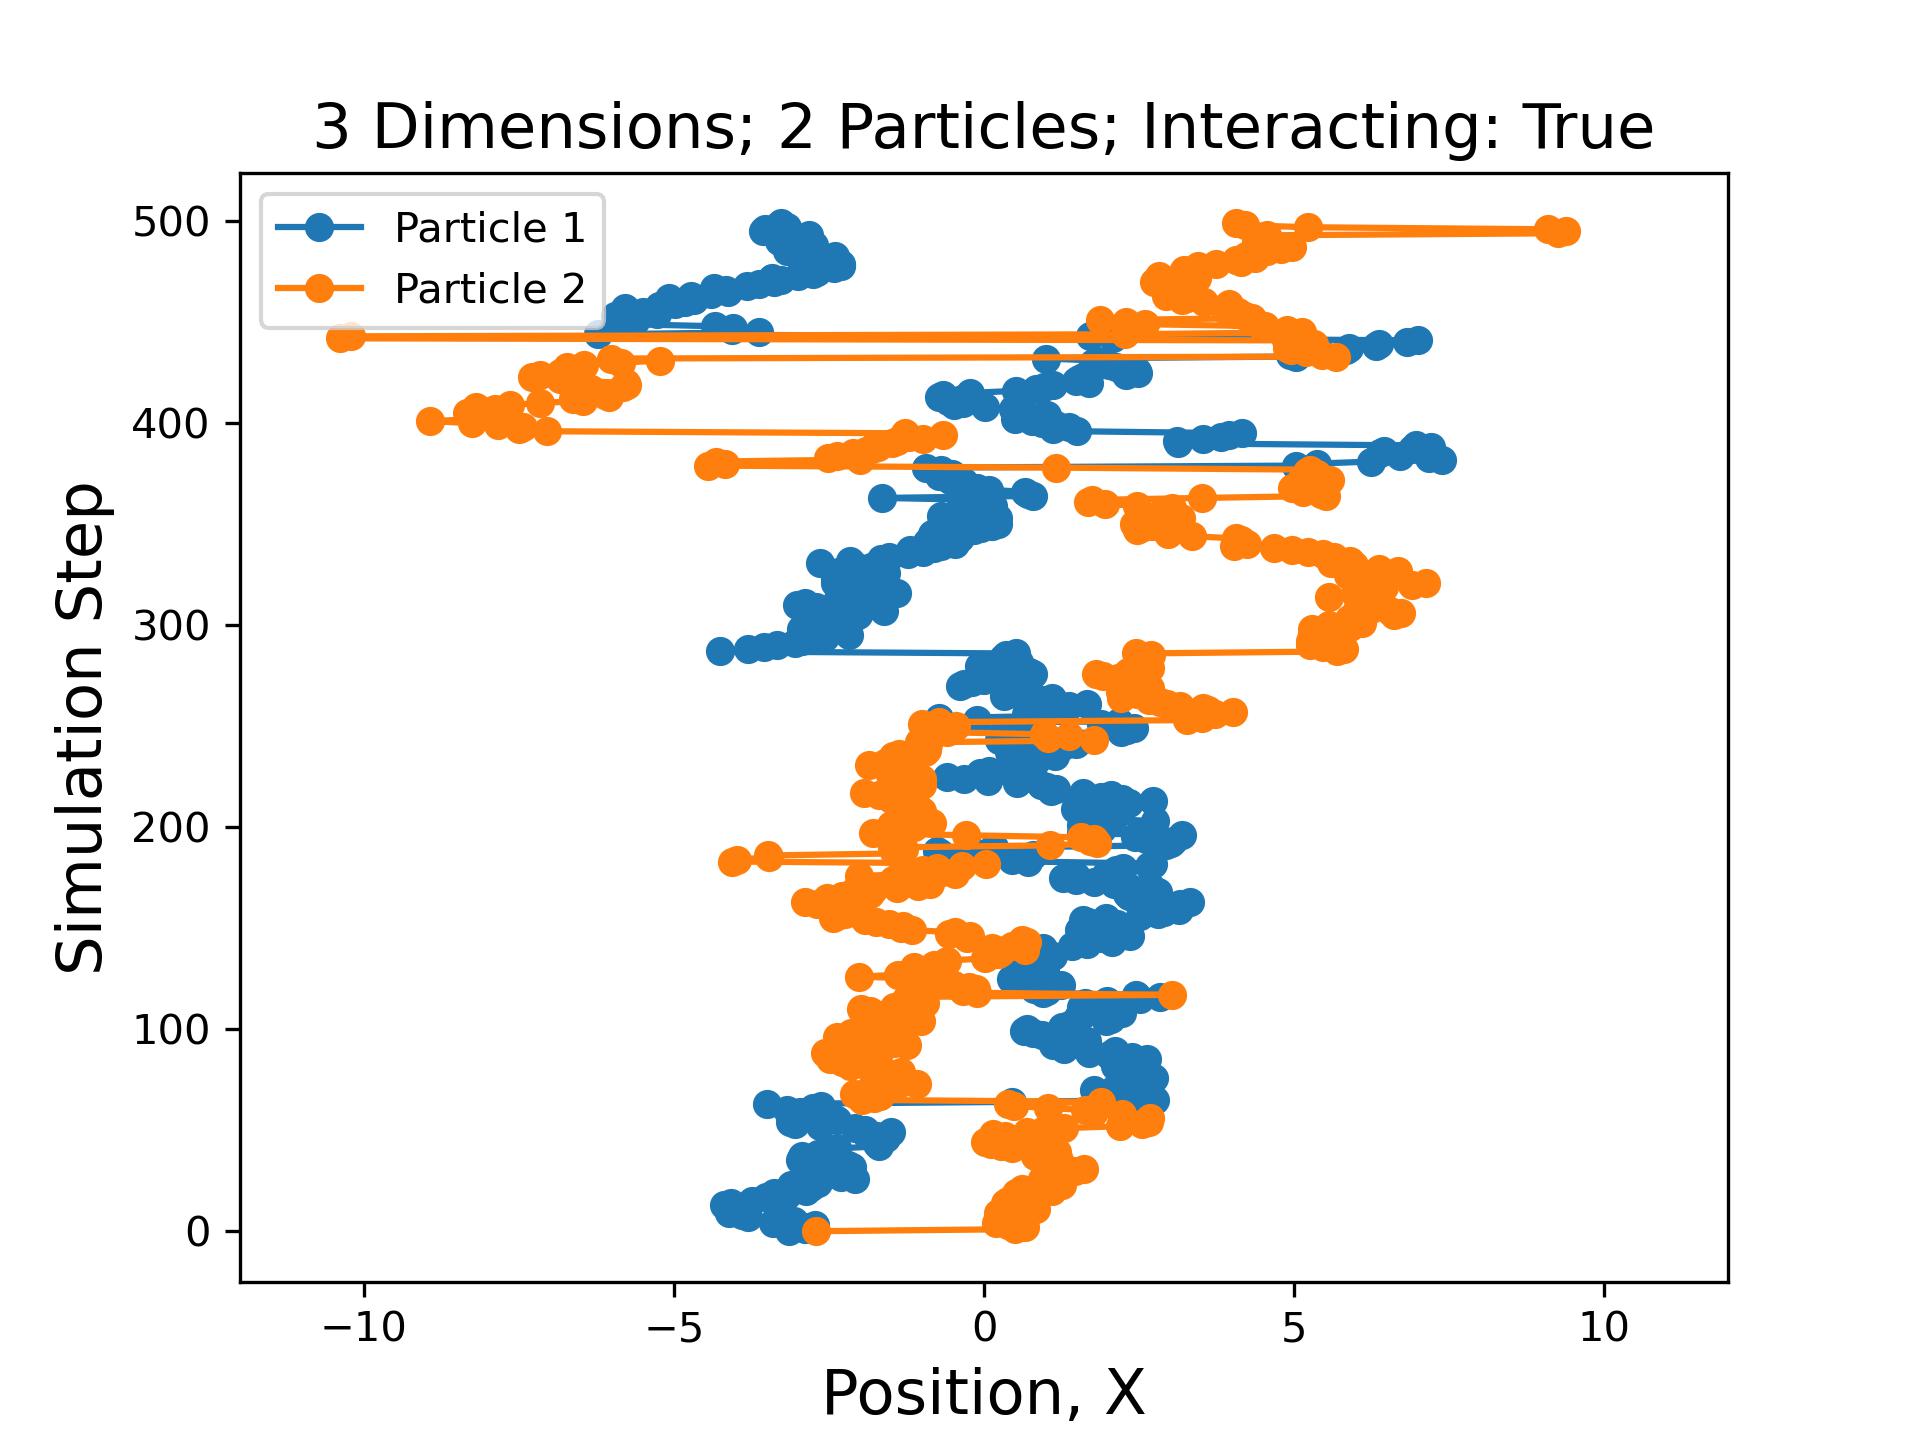 3 Dimensions; 2 Particles; Interacting: True
Particle 1
Particle 2
Simulation Step
500
400
300
200
100
0
−10
−5
0
5
10
Position, X